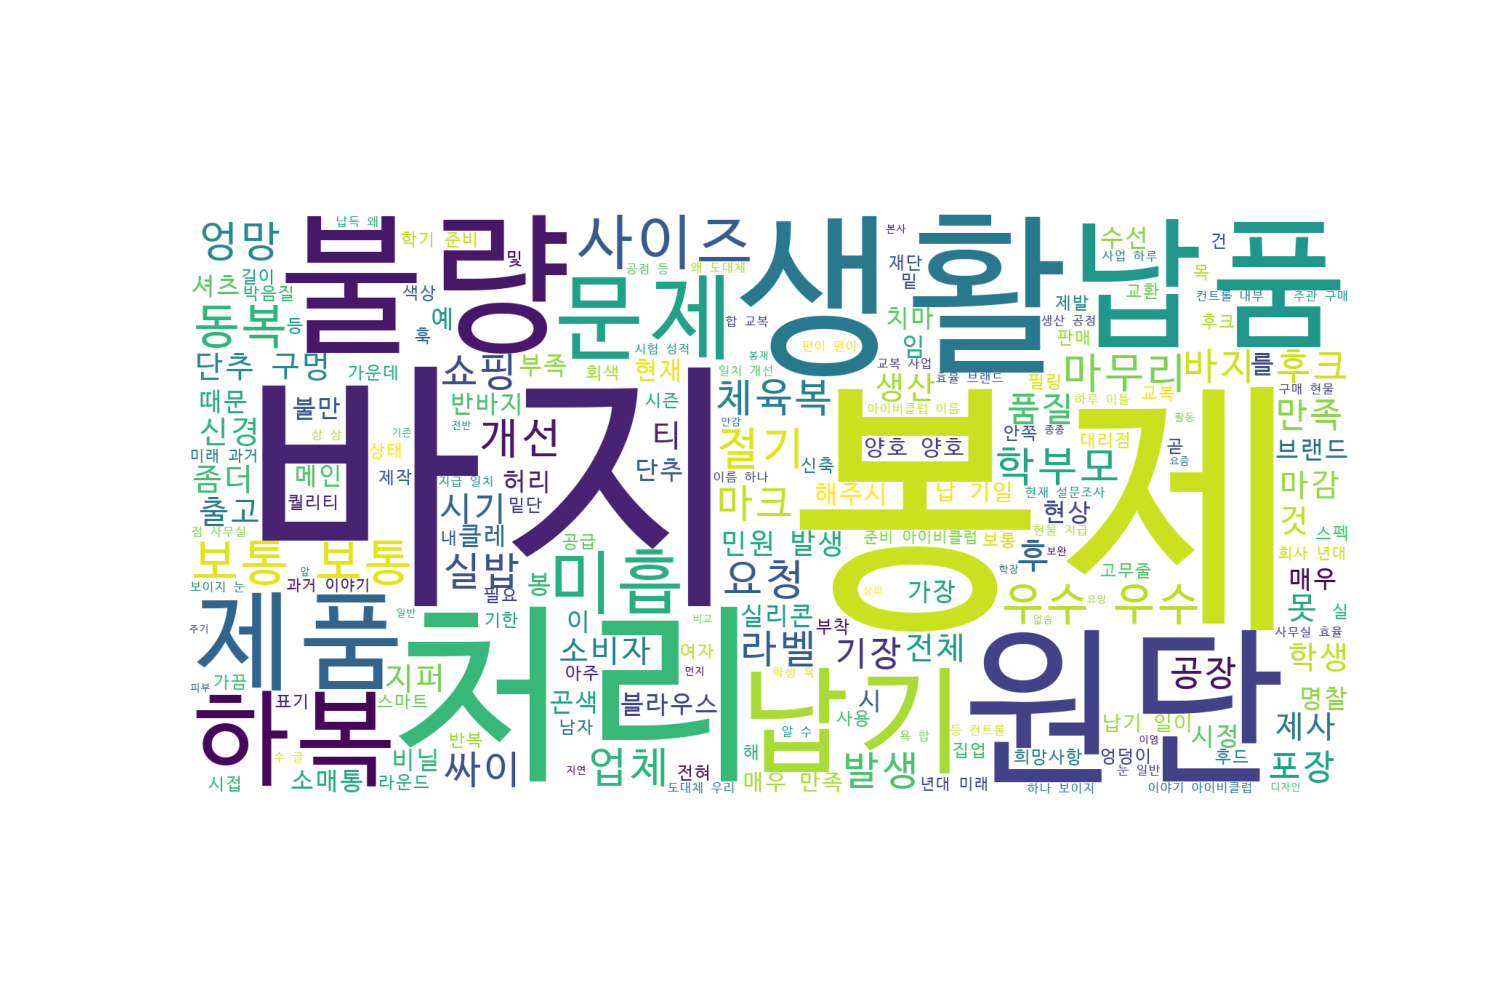 납득 왜
본사
엉망
불량
사이즈
생활
납품
학기 준비
및
수선
건
길이
셔츠
박음질
색상
공정 등
왜 도대체
재단
밑
목
교환
사업 하루
컨트롤 내부
주관 구매
동복
등
예
훅
문제
치마
임
제발
생산 공정
판매
후크
합 교복
시험 성적
편이 편이
봉재
단추 구멍
가운데
쇼핑
부족
회색
현재
일치 개선
교복 사업
효율 브랜드
생산
필링
마무리
교복
바지
를
후크
구매 현물
때문
불만
바지
반바지
시즌
체육복
아이비클럽 이름
봉제
품질
하루 이틀
활동
만족
신경
상 상
기존
전반
개선
티
안감
절기
양호 양호
안쪽
종종
대리점
곧
요즘
브랜드
미래 과거
상태
좀더
메인
제작
지급 일치
허리
단추
신축
이름 하나
학부모
현재 설문조사
마감
출고
퀄리티
시기
밑단
마크
해주시
납 기일
현상
것
스펙
점 사무실
내
클레
공급
민원 발생
준비 아이비클럽
보통
후
보완
현물 지급
회사 년대
보통 보통
앞
실밥
미흡
요청
학장
고무줄
매우
보이지 눈
과거 이야기
필요
봉
상의
가장
우수 우수
요망
없슴
못
실
제품
일반
처리
기한
이
비교
실리콘
부착
주기
소비자
여자
라벨
기장
전체
원단
사무실 효율
학생
피부
가끔
지퍼
아주
먼지
학생 욕
공장
하복
표기
스마트
곤색
블라우스
납기
시
명찰
남자
사용
납기 일이
이염
시정
제사
수 글
반복
알 수
욕 합
등 컨트롤
집업
희망사항
엉덩이
후드
비닐
싸이
업체
해
발생
눈 일반
포장
시접
소매통
라운드
지연
전혀
매우 만족
년대 미래
도대체 우리
하나 보이지
이야기 아이비클럽
디자인